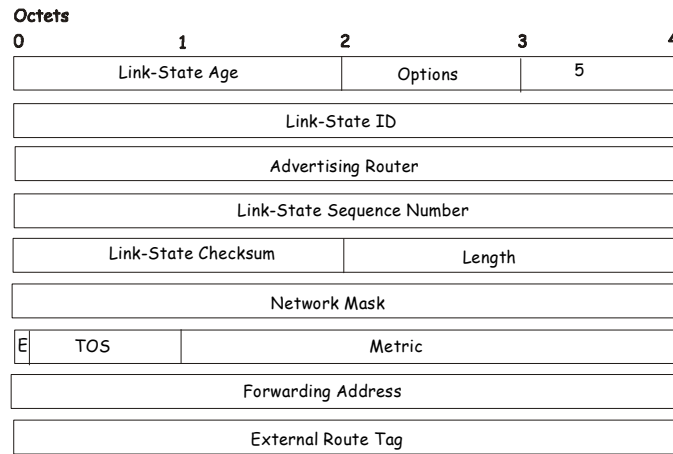 Octets
0 1 2 3 4
Link-State Age Options 5
Link-State ID
Advertising Router
Link-State Sequence Number
Link-State Checksum Length
Network Mask
E TOS Metric
Forwarding Address
External Route Tag